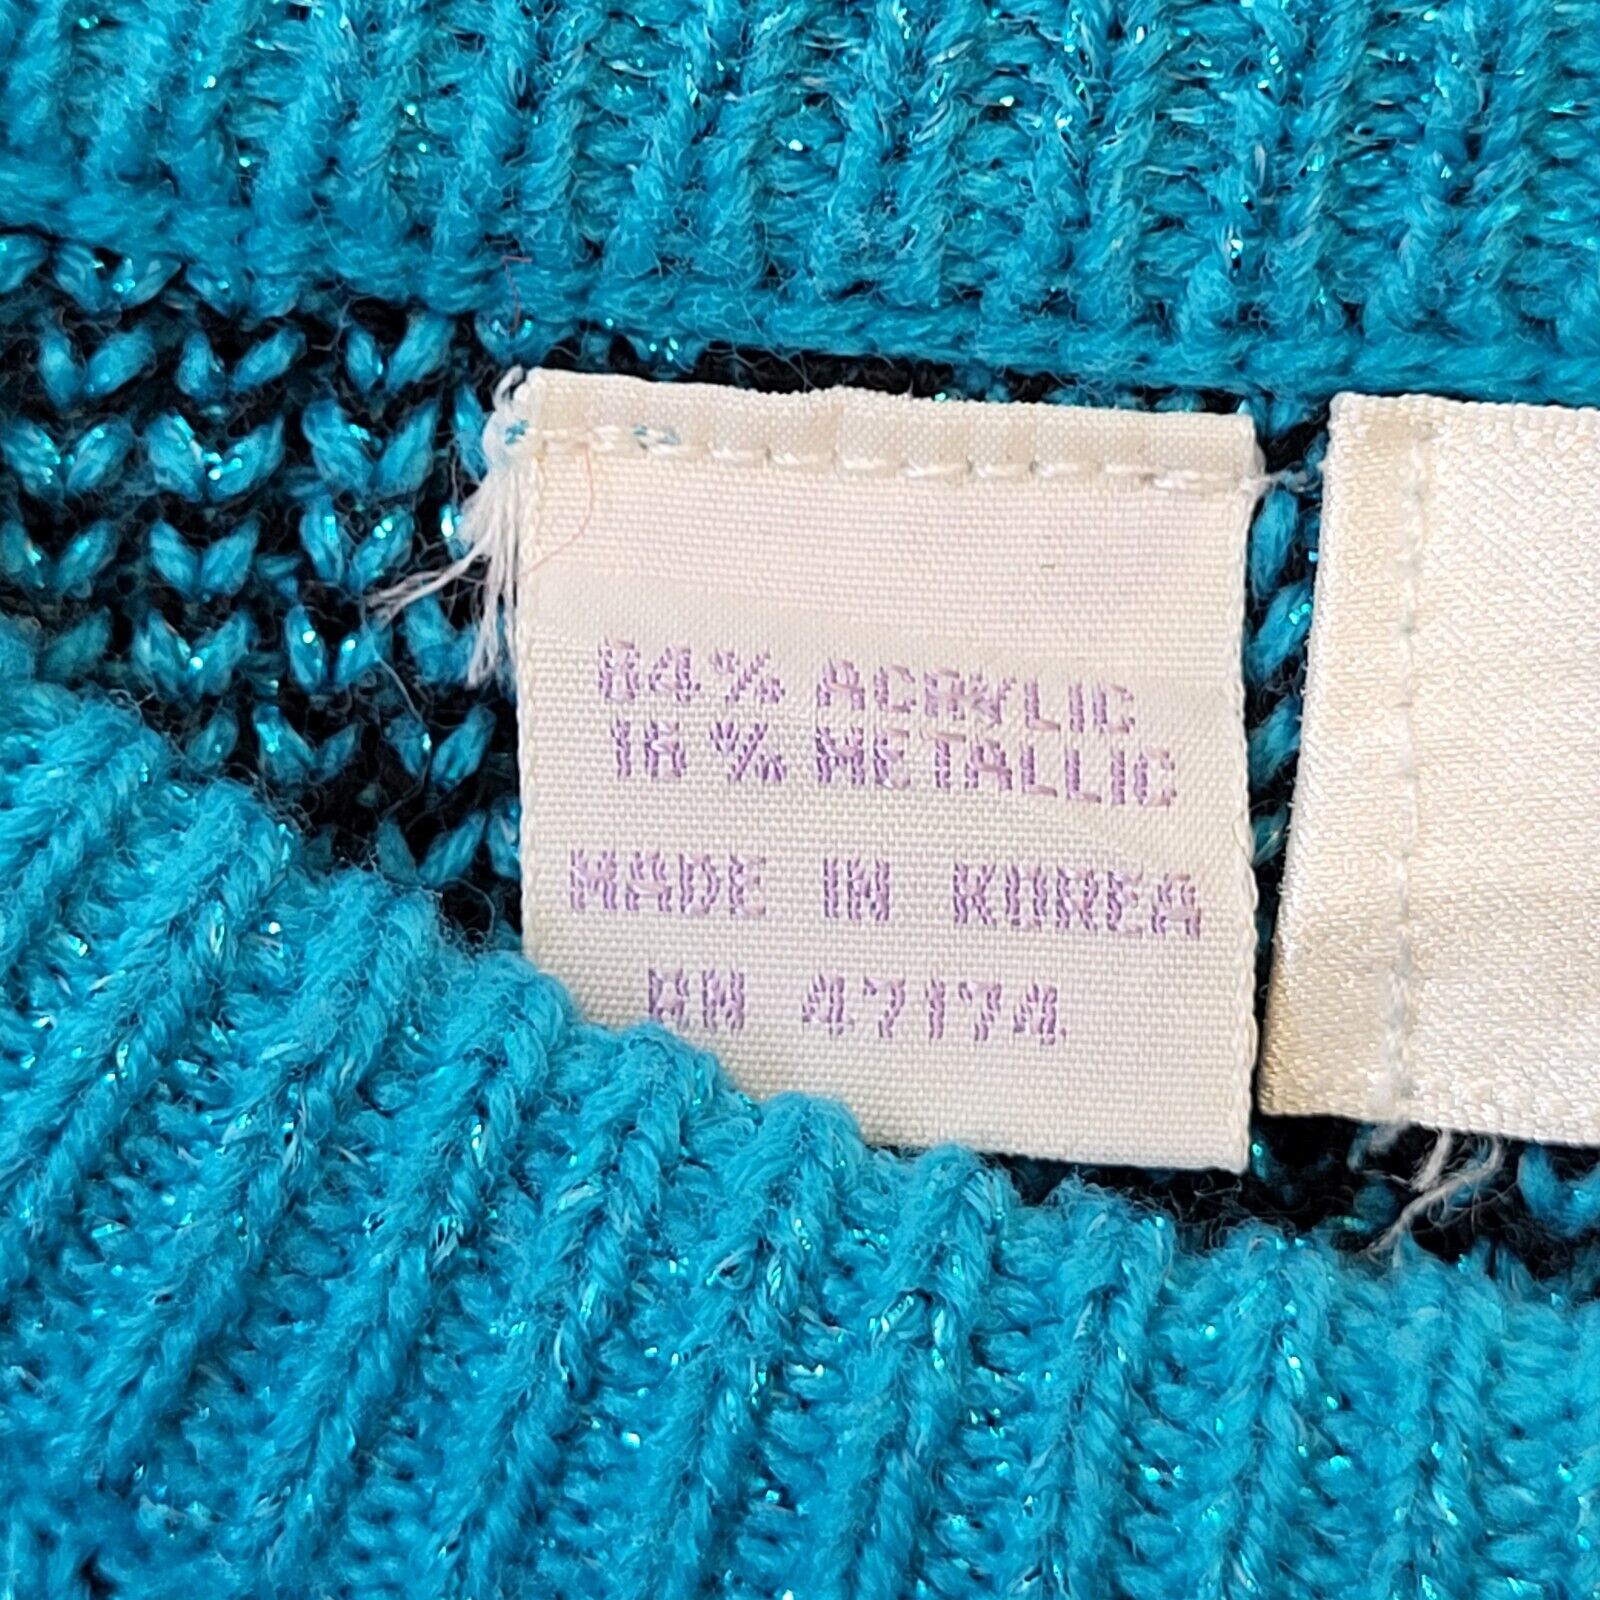 84% ACRYLIC
16% METALLIC
MADE IN KOREA
RN 47174